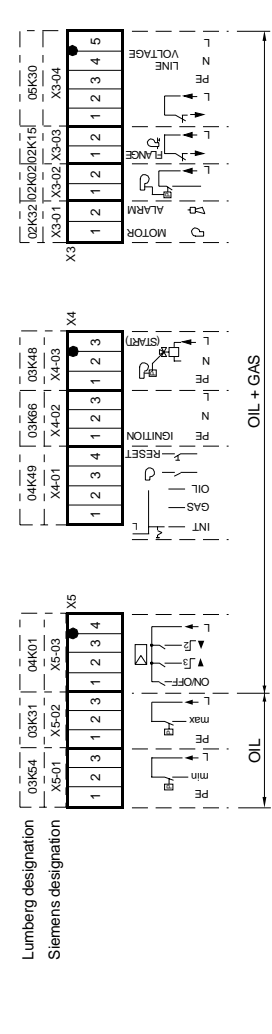 Lumberg designation 03K54 03K31 04K01 04K49 03K66 03K48 02K32 02K02 02K15 05K30
Siemens designation X5-01 X5-02 X5-03 X4-01 X4-02 X4-03 X3-01 X3-02 X3-03 X3-04
X5 X4 X3
1 2 3 1 2 3 1 2 3 4
1 2 3 4 1 2 3 1 2 3
1 2 1 2 1 2 1 2 3 4 5
PE min L
PE max L
ON/OFF 3 2 L
INT GAS OIL RESET
L
PE IGNITION N L
PE N (START) L
MOTOR ALARM
L
FLANGE L
L PE N LINE VOLTAGE L
OIL
OIL + GAS